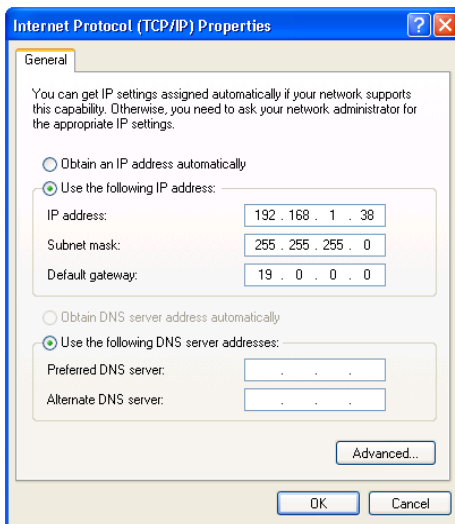 Internet Protocol (TCP/IP) Properties
General
You can get IP settings assigned automatically if your network supports
this capability. Otherwise, you need to ask your network administrator for
the appropriate IP settings.
Obtain an IP address automatically
Use the following IP address:
IP address: 192 . 168 . 1 . 38
Subnet mask: 255 . 255 . 255 . 0
Default gateway: 19 . 0 . 0 . 0
Obtain DNS server address automatically
Use the following DNS server addresses:
Preferred DNS server: . . .
Alternate DNS server: . . .
Advanced...
OK Cancel